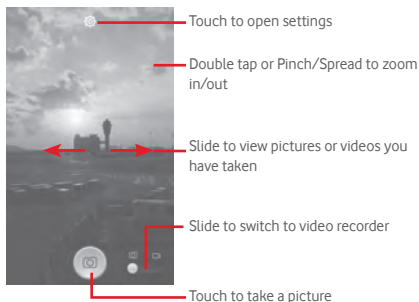 Touch to open settings
Double tap or Pinch/Spread to zoom
in/out
Slide to view pictures or videos you
have taken
Slide to switch to video recorder
Touch to take a picture